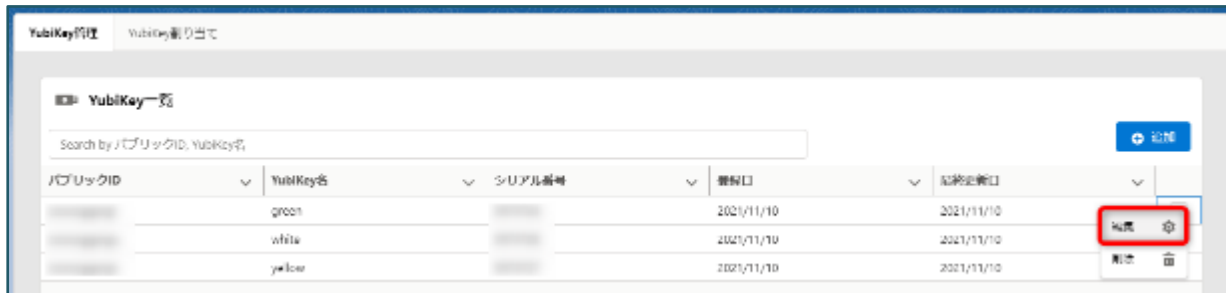 YubiKey管理 YubiKey割り当て
YubiKey一覧
Search by パブリックID, YubiKey名
追加
パブリックID YubiKey名 シリアル番号 登録日 最終更新日
green 2021/11/10 2021/11/10
編集
white 2021/11/10 2021/11/10
削除
yellow 2021/11/10 2021/11/10